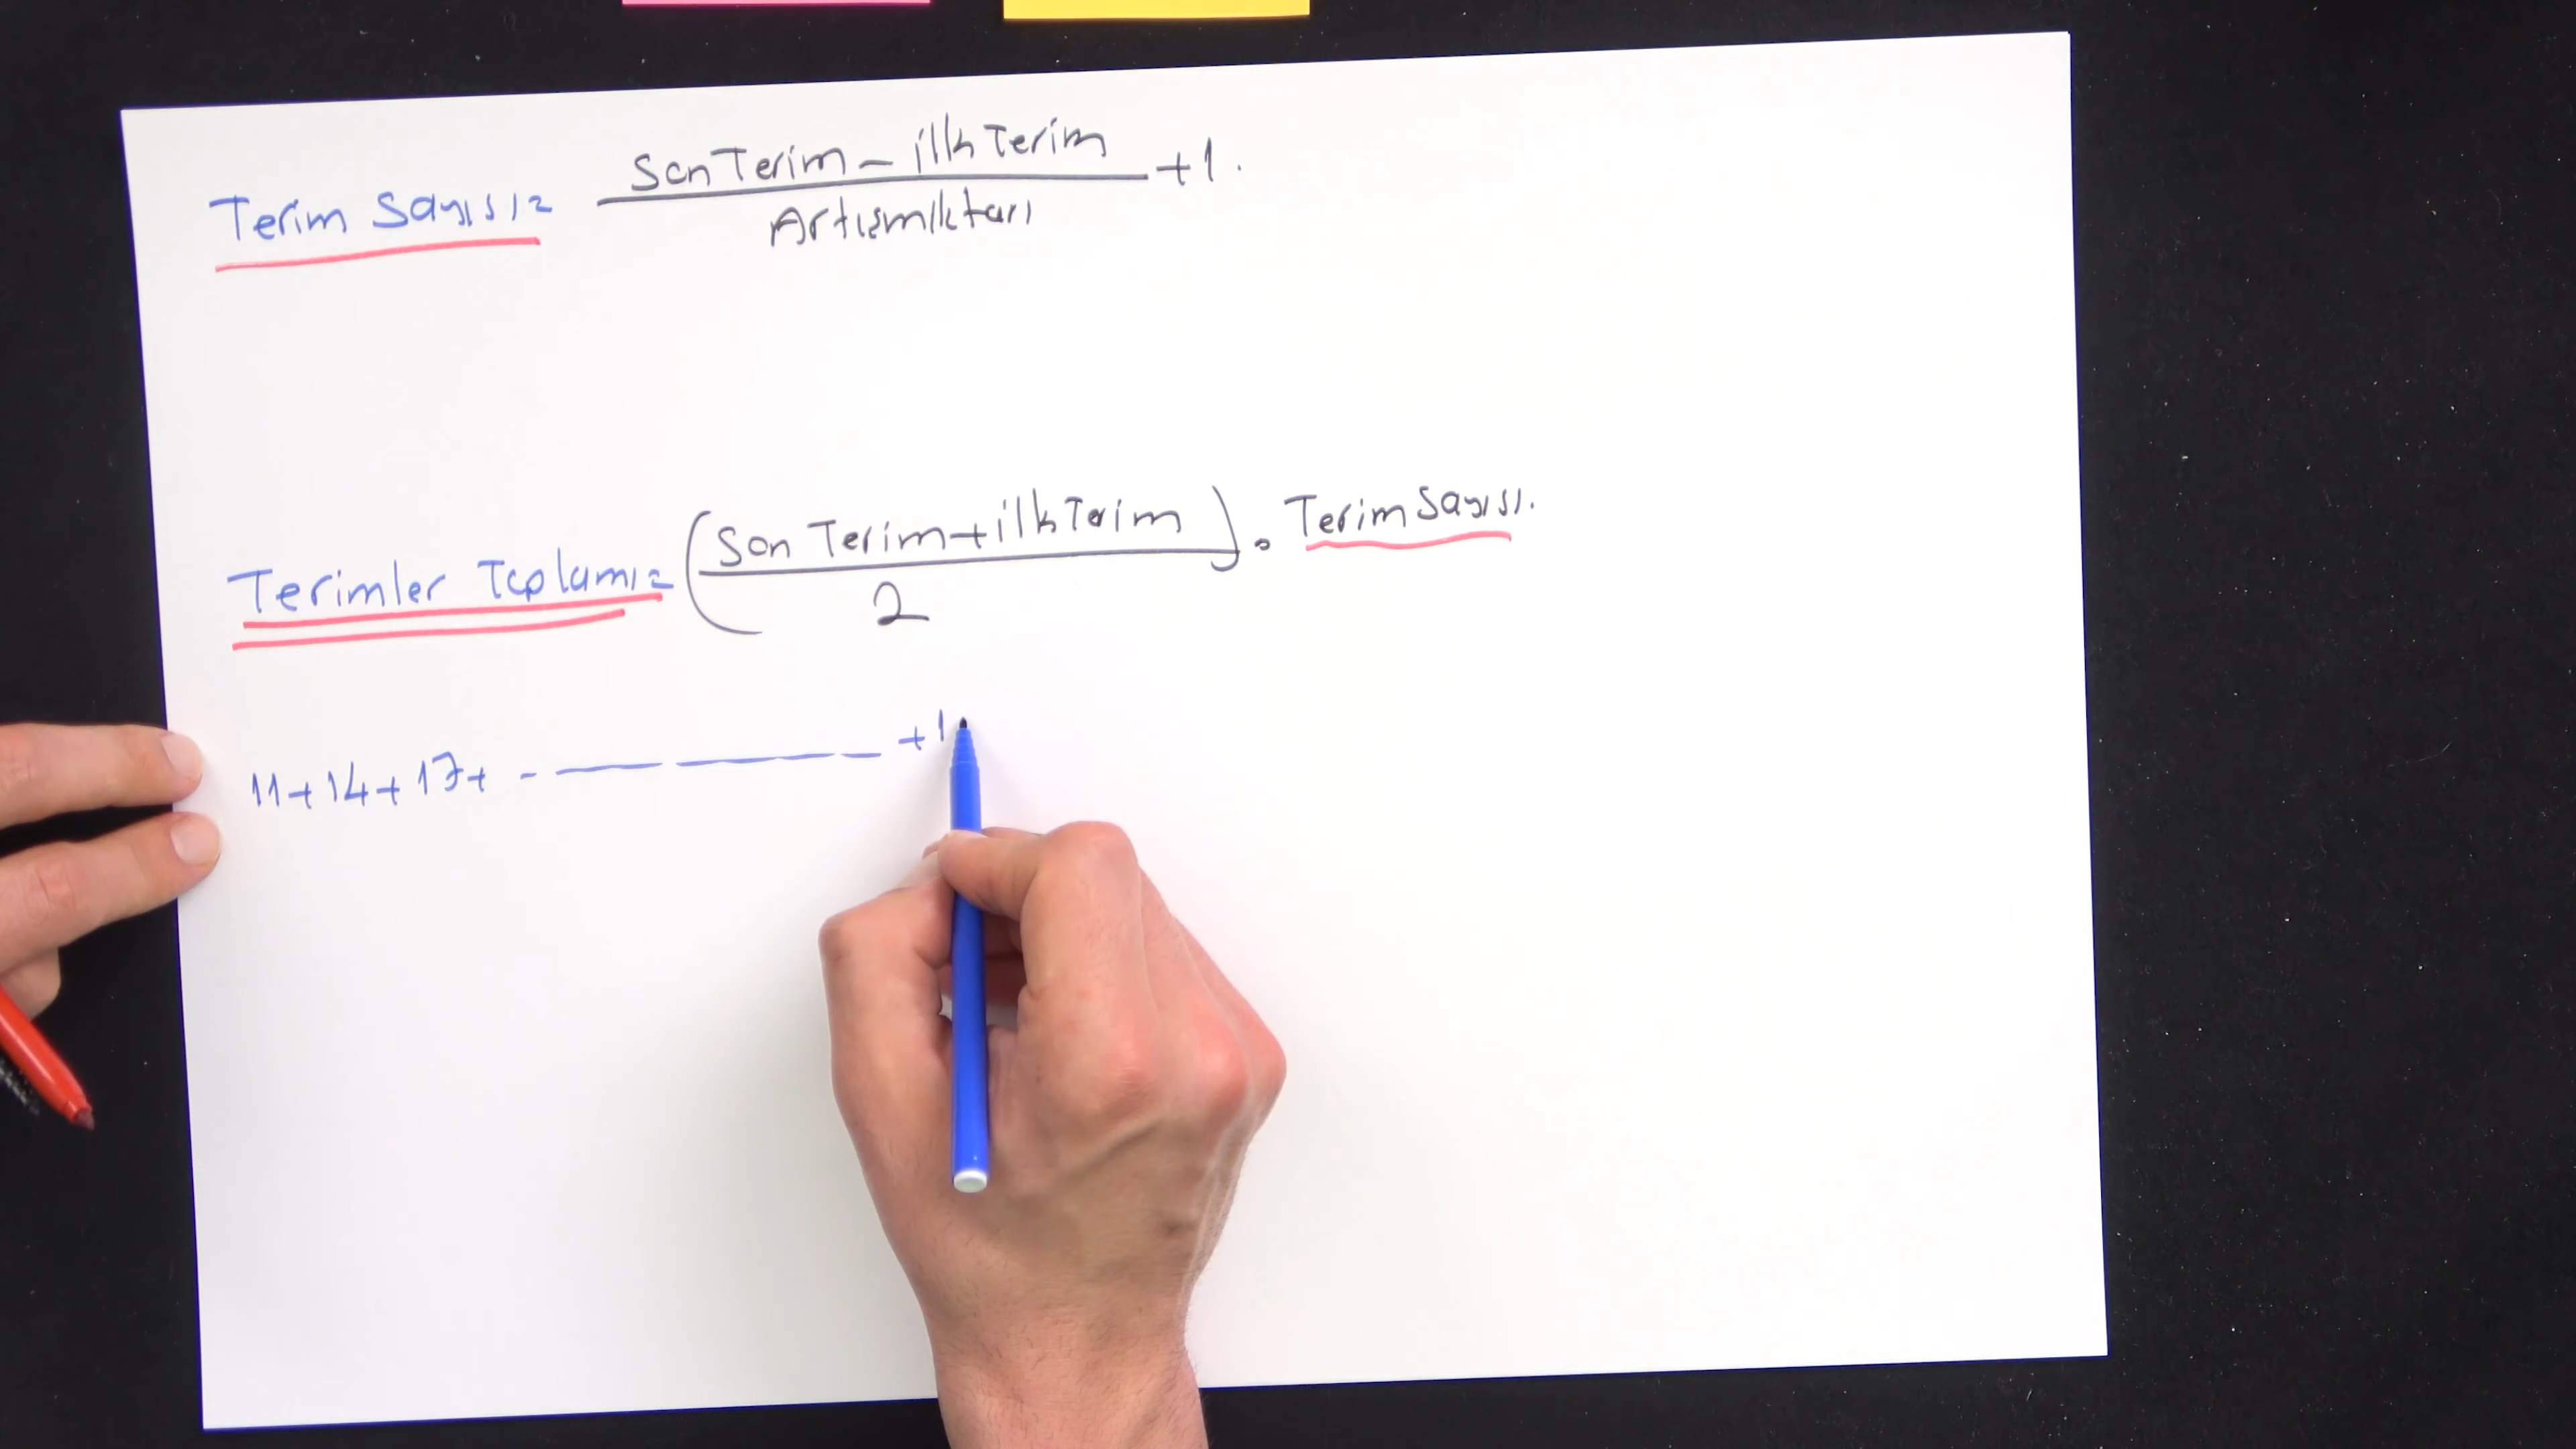 Terim Sayısı = Son Terim - ilk Terim / Artış miktarı + 1.
Terimler Toplamı = (Son Terim + ilk Terim / 2) . Terim Sayısı.
11 + 14 + 17 + - — — — + 1